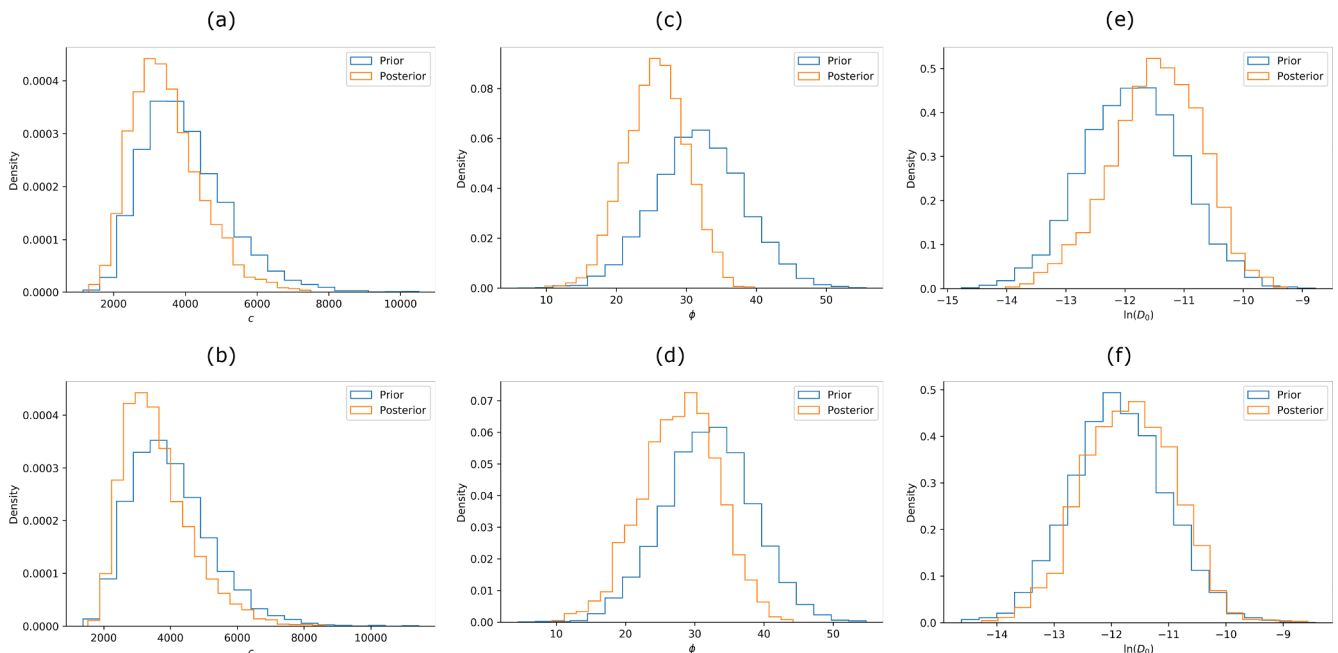 (a)
Prior
Posterior
Density
0.0004
0.0003
0.0002
0.0001
0.0000
2000 4000 6000 8000 10000
c
(c)
Prior
Posterior
Density
0.08
0.06
0.04
0.02
0.00
10 20 30 40 50
ϕ
(e)
Prior
Posterior
Density
0.5
0.4
0.3
0.2
0.1
0.0
−15 −14 −13 −12 −11 −10 −9
ln(D₀)
(b)
Prior
Posterior
Density
0.0004
0.0003
0.0002
0.0001
0.0000
2000 4000 6000 8000 10000
c
(d)
Prior
Posterior
Density
0.07
0.06
0.05
0.04
0.03
0.02
0.01
0.00
10 20 30 40 50
ϕ
(f)
Prior
Posterior
Density
0.5
0.4
0.3
0.2
0.1
0.0
−14 −13 −12 −11 −10 −9
ln(D₀)